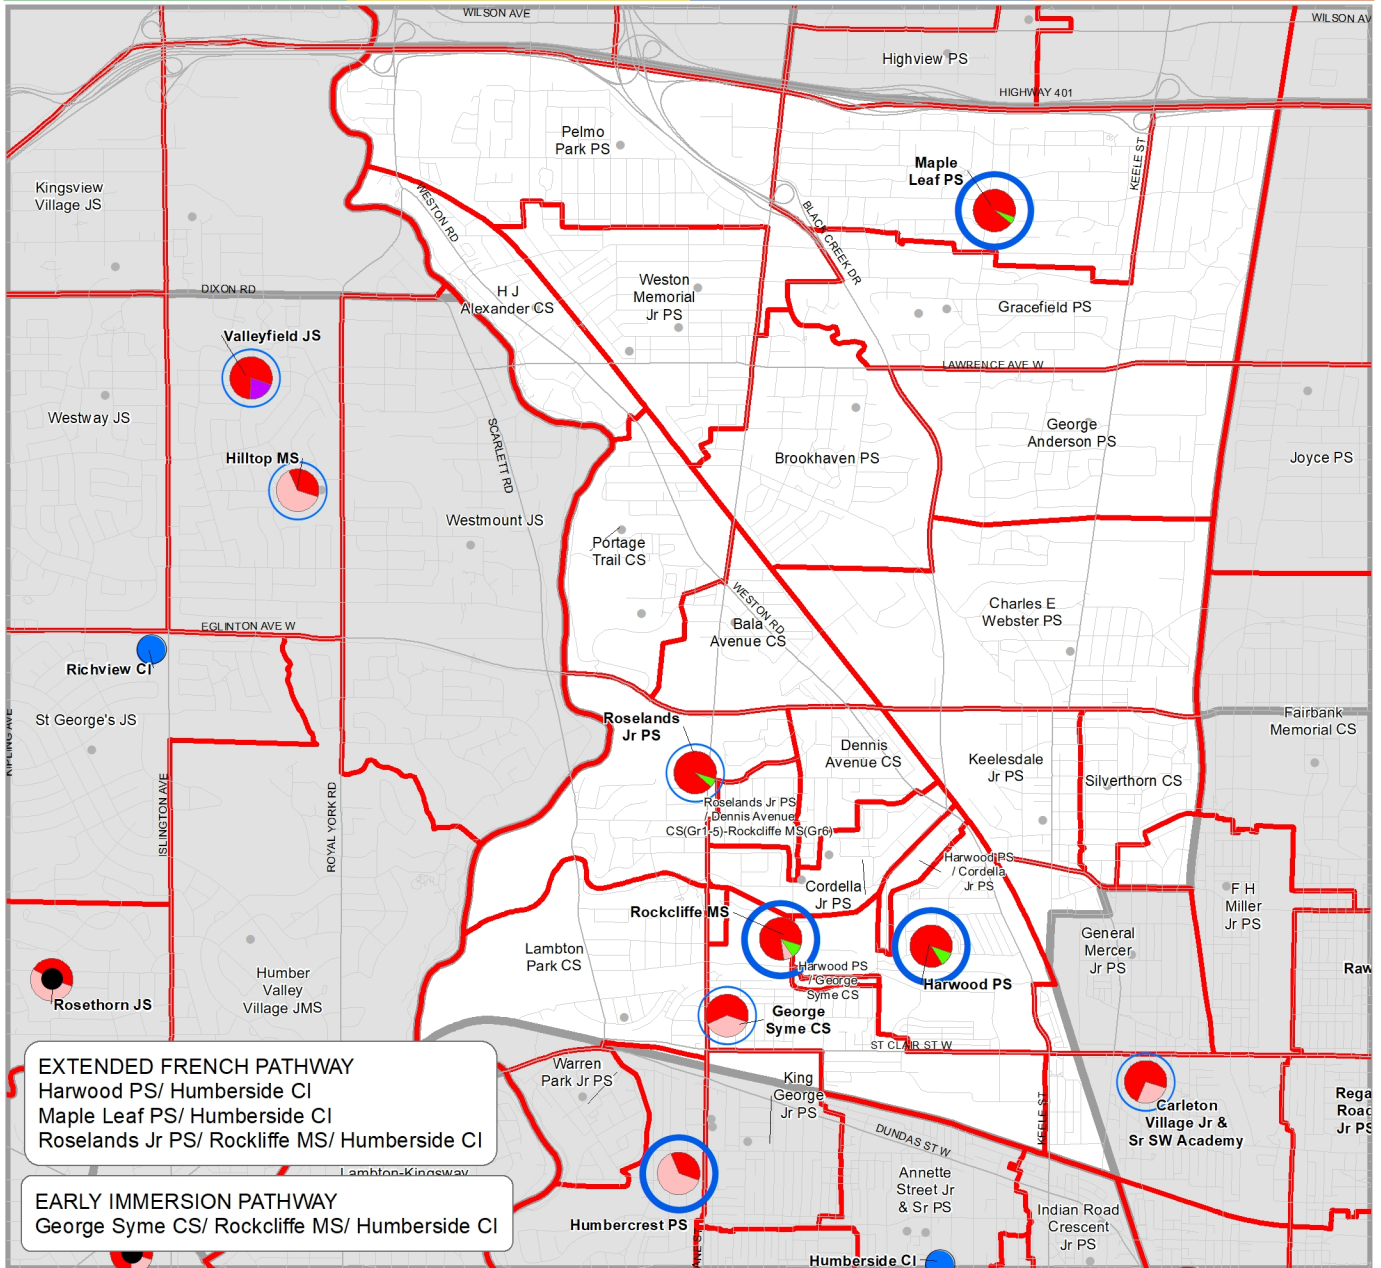 WILSON AVE
WILSON AV
Highview PS
HIGHWAY 401
Pelmo
Park PS
Maple
Leaf PS
KEELE ST
Kingsview
Village JS
WESTON RD
BLACK CREEK DR
DIXON RD
H J
Alexander CS
Weston
Memorial
Jr PS
Gracefield PS
Valleyfield JS
LAWRENCE AVE W
Westway JS
SCARLETT RD
George
Anderson PS
Hilltop MS
Brookhaven PS
Joyce PS
Westmount JS
Portage
Trail CS
WESTON RD
Bala
Avenue CS
Charles E
Webster PS
EGLINTON AVE W
Richview CI
St George's JS
KIPLING AVE
Roselands
Jr PS
Fairbank
Memorial CS
Dennis
Avenue CS
Keelesdale
Jr PS
Silverthorn CS
ISLINGTON AVE
ROYAL YORK RD
Roselands Jr PS
/ Dennis Avenue
CS(Gr1-5)-Rockcliffe MS(Gr6)
Harwood PS
/ Cordella
Jr PS
Cordella
Jr PS
F H
Miller
Jr PS
Rockcliffe MS
Lambton
Park CS
General
Mercer
Jr PS
Harwood PS
/ George
Syme CS
Harwood PS
Raw
Rosethorn JS
Humber
Valley
Village JMS
George
Syme CS
ST CLAIR ST W
Warren
Park Jr PS
King
George
Jr PS
KEELE ST
Carleton
Village Jr &
Sr SW Academy
Rega
Road
Jr PS
DUNDAS ST W
EXTENDED FRENCH PATHWAY
Harwood PS/ Humberside CI
Maple Leaf PS/ Humberside CI
Roselands Jr PS/ Rockliffe MS/ Humberside CI
Lambton-Kingsway
EARLY IMMERSION PATHWAY
George Syme CS/ Rockcliffe MS/ Humberside CI
Humbercrest PS
Annette
Street Jr
& Sr PS
Indian Road
Crescent
Jr PS
ANE ST
Humberside CI